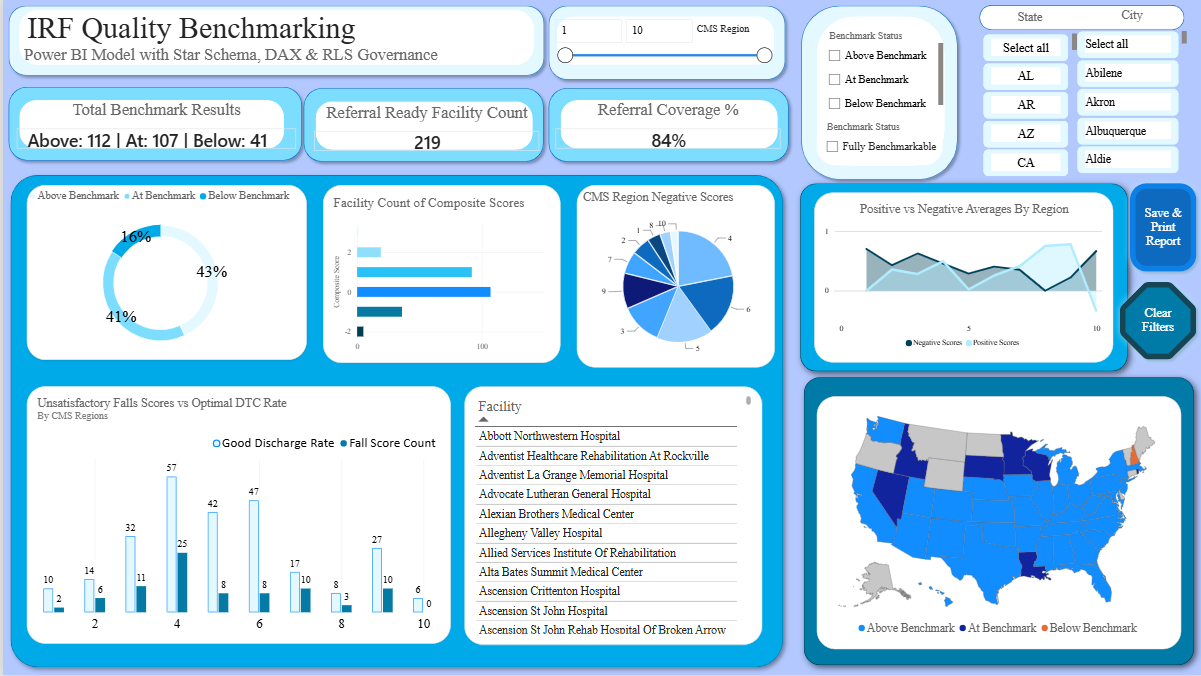 IRF Quality Benchmarking
Power BI Model with Star Schema, DAX & RLS Governance
1
10
CMS Region
Benchmark Status
Above Benchmark
At Benchmark
Below Benchmark
Benchmark Status
Fully Benchmarkable
State
City
Select all
AL
AR
AZ
CA
Select all
Abilene
Akron
Albuquerque
Aldie
Total Benchmark Results
Above: 112 | At: 107 | Below: 41
Referral Ready Facility Count
219
Referral Coverage %
84%
Above Benchmark At Benchmark Below Benchmark
16%
43%
41%
Facility Count of Composite Scores
Composite Score
2
0
-2
0
100
CMS Region Negative Scores
1
8
10
4
2
7
9
6
3
5
Positive vs Negative Averages By Region
1
0
0
5
10
Negative Scores Positive Scores
Save &
Print
Report
Clear
Filters
Unsatisfactory Falls Scores vs Optimal DTC Rate
By CMS Regions
Good Discharge Rate Fall Score Count
10
2
14
6
32
11
57
25
42
8
47
8
17
10
8
3
27
10
6
0
2
4
6
8
10
Facility
Abbott Northwestern Hospital
Adventist Healthcare Rehabilitation At Rockville
Adventist La Grange Memorial Hospital
Advocate Lutheran General Hospital
Alexian Brothers Medical Center
Allegheny Valley Hospital
Allied Services Institute Of Rehabilitation
Alta Bates Summit Medical Center
Ascension Crittenton Hospital
Ascension St John Hospital
Ascension St John Rehab Hospital Of Broken Arrow
Above Benchmark At Benchmark Below Benchmark